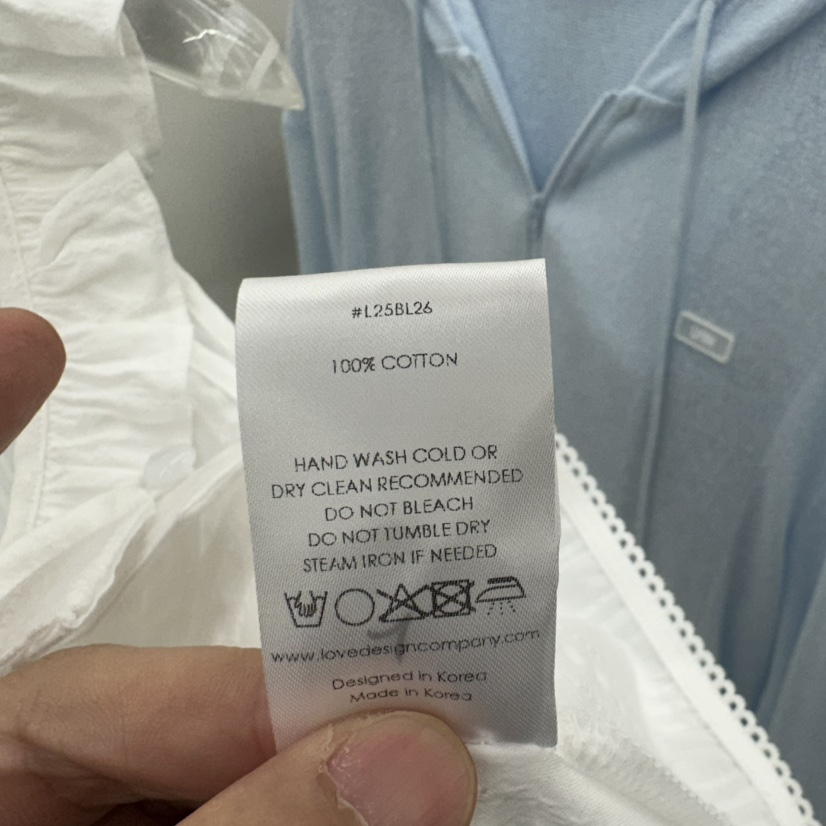 #L25BL26
100% COTTON
HAND WASH COLD OR
DRY CLEAN RECOMMENDED
DO NOT BLEACH
DO NOT TUMBLE DRY
STEAM IRON IF NEEDED
www.lovedesigncompany.com
Designed in Korea
Made in Korea